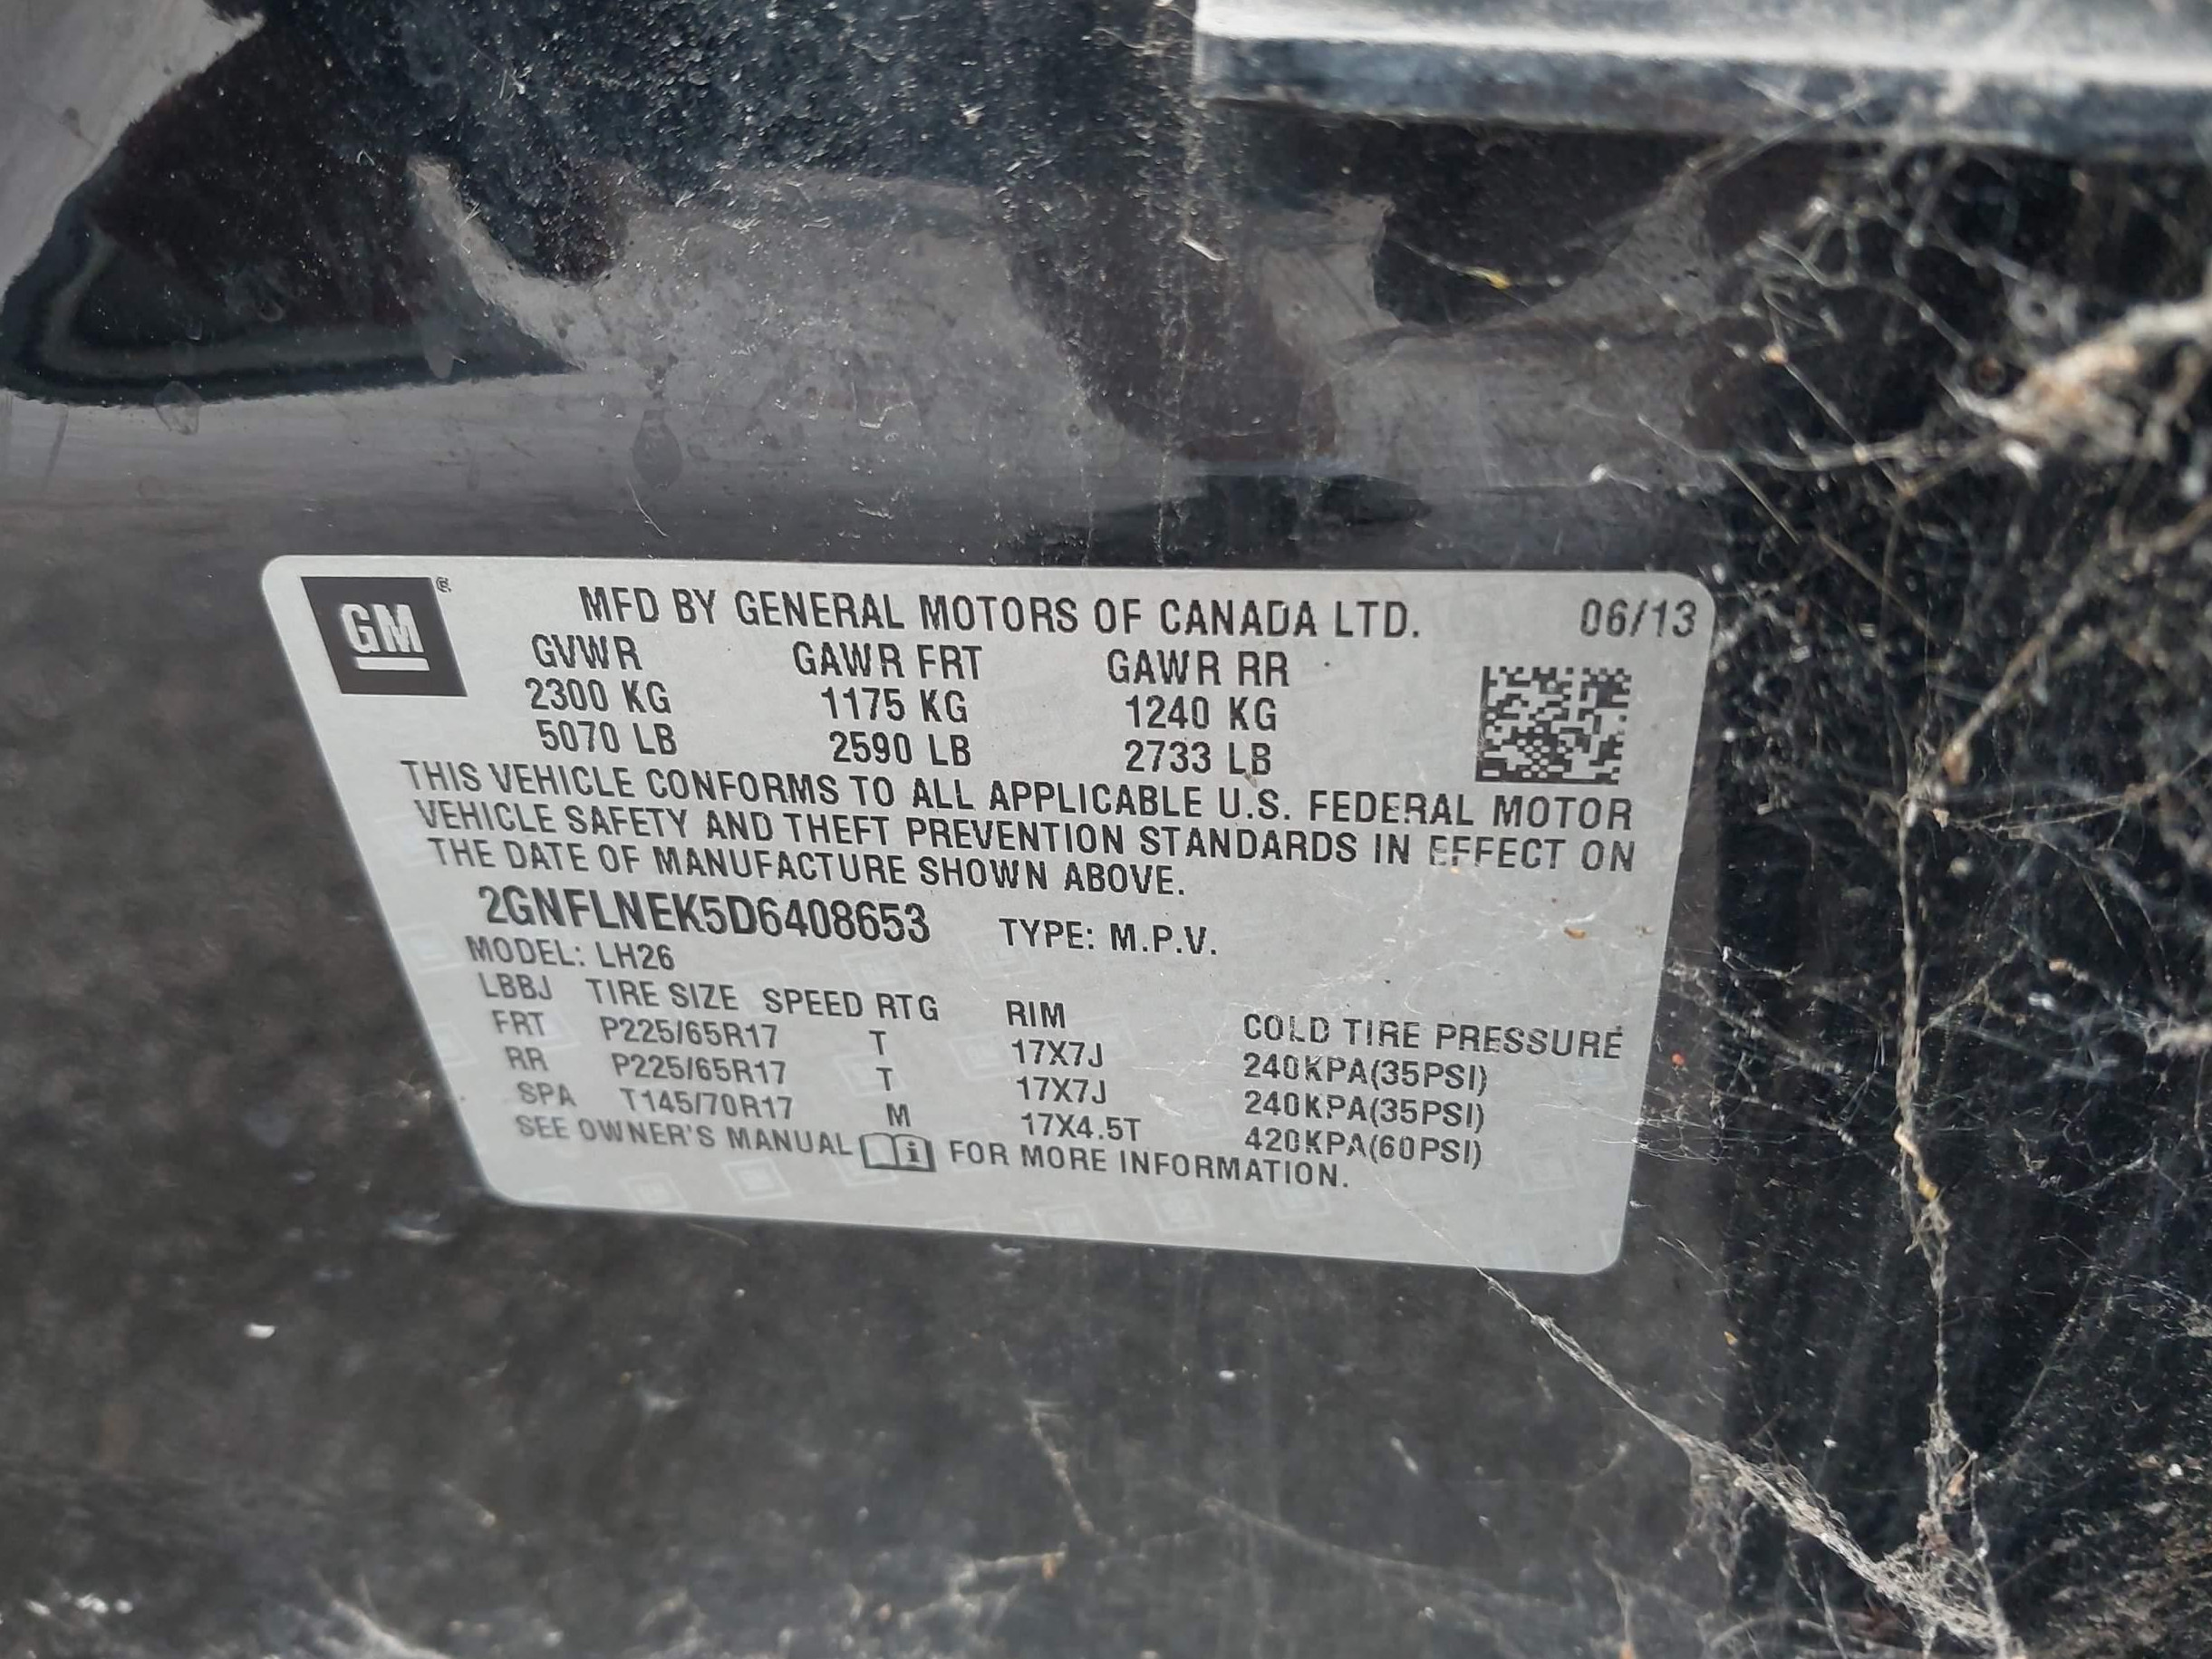 GM ®
MFD BY GENERAL MOTORS OF CANADA LTD. 06/13
GVWR GAWR FRT GAWR RR
2300 KG 1175 KG 1240 KG
5070 LB 2590 LB 2733 LB
THIS VEHICLE CONFORMS TO ALL APPLICABLE U.S. FEDERAL MOTOR
VEHICLE SAFETY AND THEFT PREVENTION STANDARDS IN EFFECT ON
THE DATE OF MANUFACTURE SHOWN ABOVE.
2GNFLNEK5D6408653 TYPE: M.P.V.
MODEL: LH26
LBBJ TIRE SIZE SPEED RTG RIM COLD TIRE PRESSURE
FRT P225/65R17 T 17X7J 240KPA(35PSI)
RR P225/65R17 T 17X7J 240KPA(35PSI)
SPA T145/70R17 M 17X4.5T 420KPA(60PSI)
SEE OWNER'S MANUAL i FOR MORE INFORMATION.